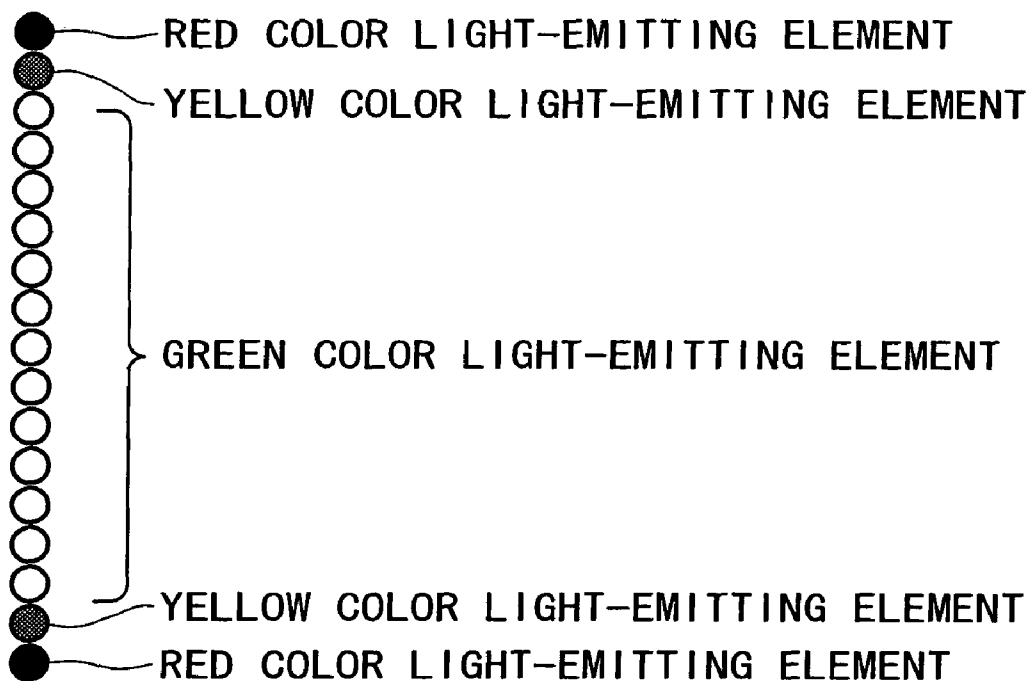 RED COLOR LIGHT-EMITTING ELEMENT
YELLOW COLOR LIGHT-EMITTING ELEMENT
GREEN COLOR LIGHT-EMITTING ELEMENT
YELLOW COLOR LIGHT-EMITTING ELEMENT
RED COLOR LIGHT-EMITTING ELEMENT